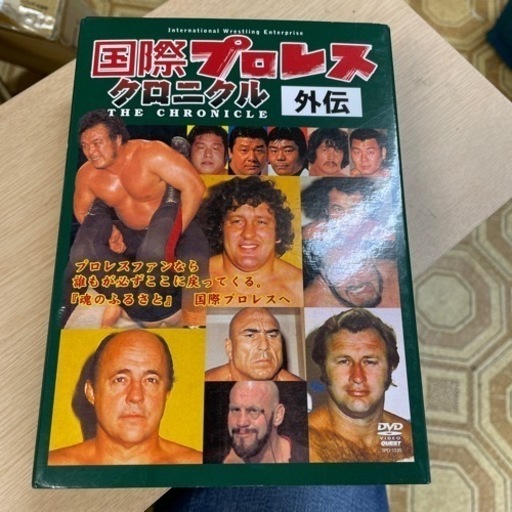 International Wrestling Enterprise
国際プロレス
クロニクル
外伝
THE CHRONICLE
プロレスファンなら
誰もが必ずここに戻ってくる。
『魂のふるさと』 国際プロレスへ
DVD
VIDEO
QUEST